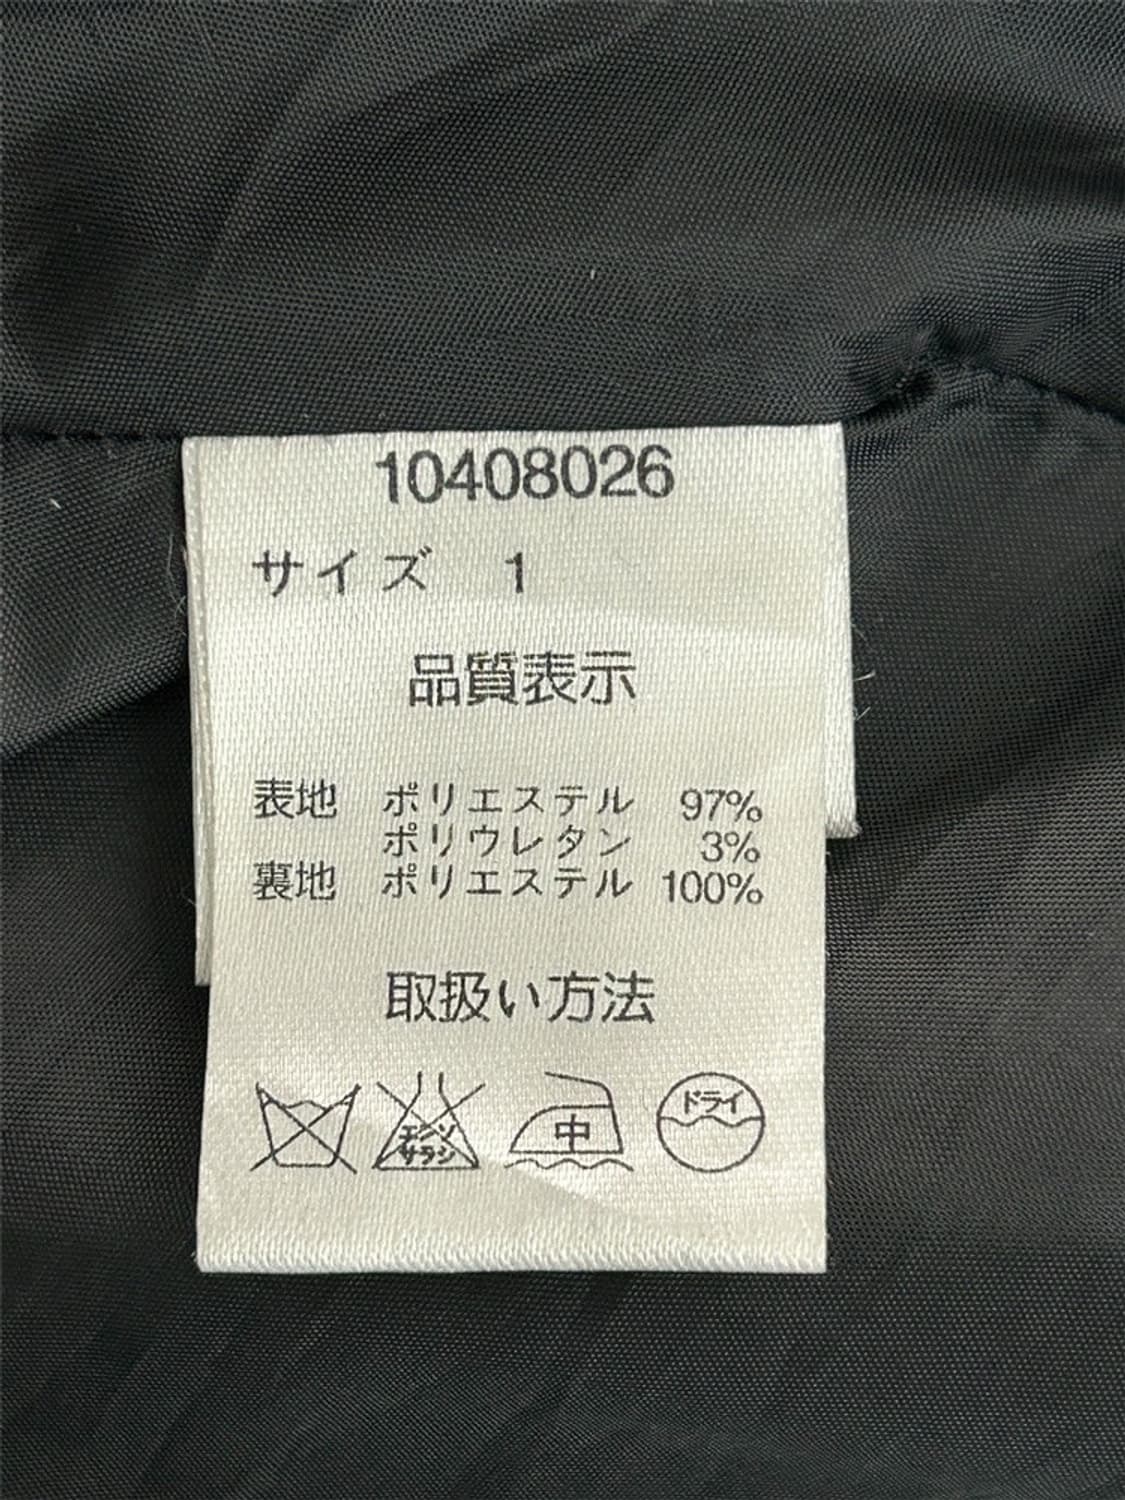 10408026
サイズ 1
品質表示
表地 ポリエステル 97%
ポリウレタン 3%
裏地 ポリエステル 100%
取扱い方法
エンソ
サラシ
中
ドライ